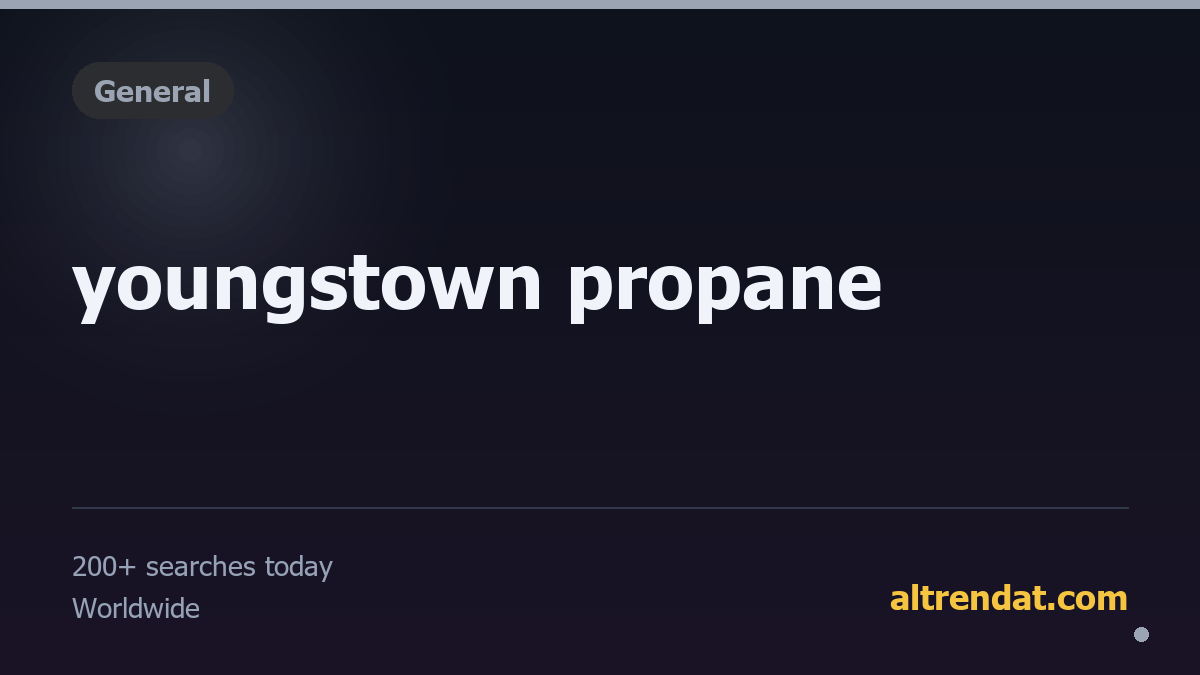 General
youngstown propane
200+ searches today
Worldwide
altrendat.com